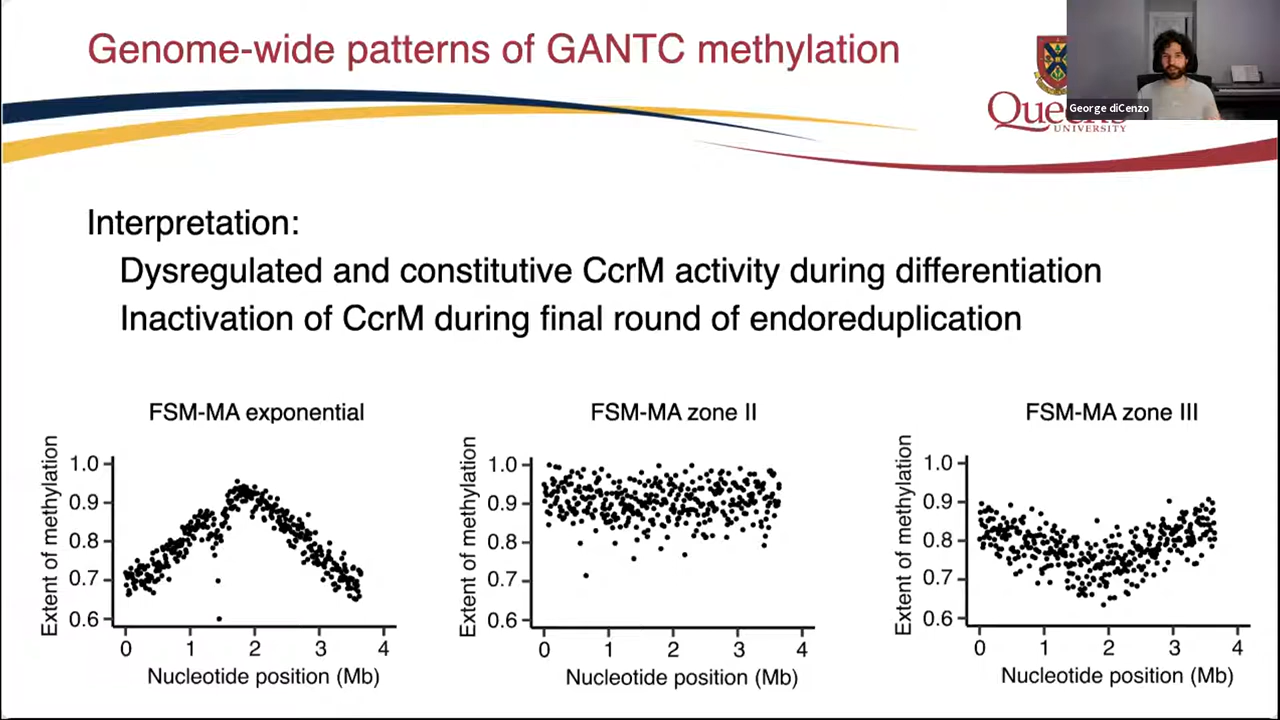 Genome-wide patterns of GANTC methylation
George diCenzo
Queen's
UNIVERSITY
Interpretation:
Dysregulated and constitutive CcrM activity during differentiation
Inactivation of CcrM during final round of endoreduplication
FSM-MA exponential
Extent of methylation
1.0
0.9
0.8
0.7
0.6
0 1 2 3 4
Nucleotide position (Mb)
FSM-MA zone II
Extent of methylation
1.0
0.9
0.8
0.7
0.6
0 1 2 3 4
Nucleotide position (Mb)
FSM-MA zone III
Extent of methylation
1.0
0.9
0.8
0.7
0.6
0 1 2 3 4
Nucleotide position (Mb)